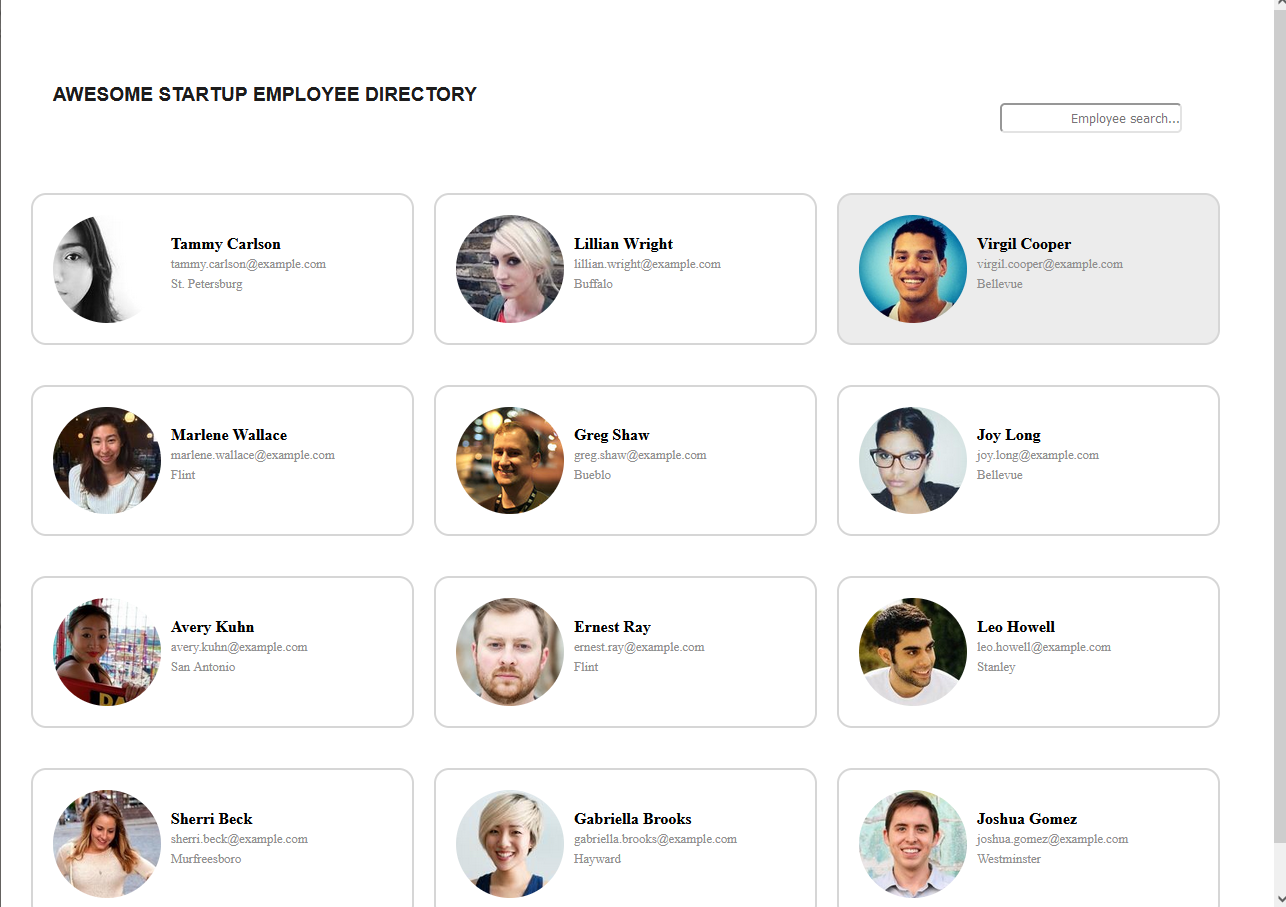 AWESOME STARTUP EMPLOYEE DIRECTORY
Employee search...
Tammy Carlson
tammy.carlson@example.com
St. Petersburg
Lillian Wright
lillian.wright@example.com
Buffalo
Virgil Cooper
virgil.cooper@example.com
Bellevue
Marlene Wallace
marlene.wallace@example.com
Flint
Greg Shaw
greg.shaw@example.com
Bueblo
Joy Long
joy.long@example.com
Bellevue
Avery Kuhn
avery.kuhn@example.com
San Antonio
Ernest Ray
ernest.ray@example.com
Flint
Leo Howell
leo.howell@example.com
Stanley
Sherri Beck
sherri.beck@example.com
Murfreesboro
Gabriella Brooks
gabriella.brooks@example.com
Hayward
Joshua Gomez
joshua.gomez@example.com
Westminster